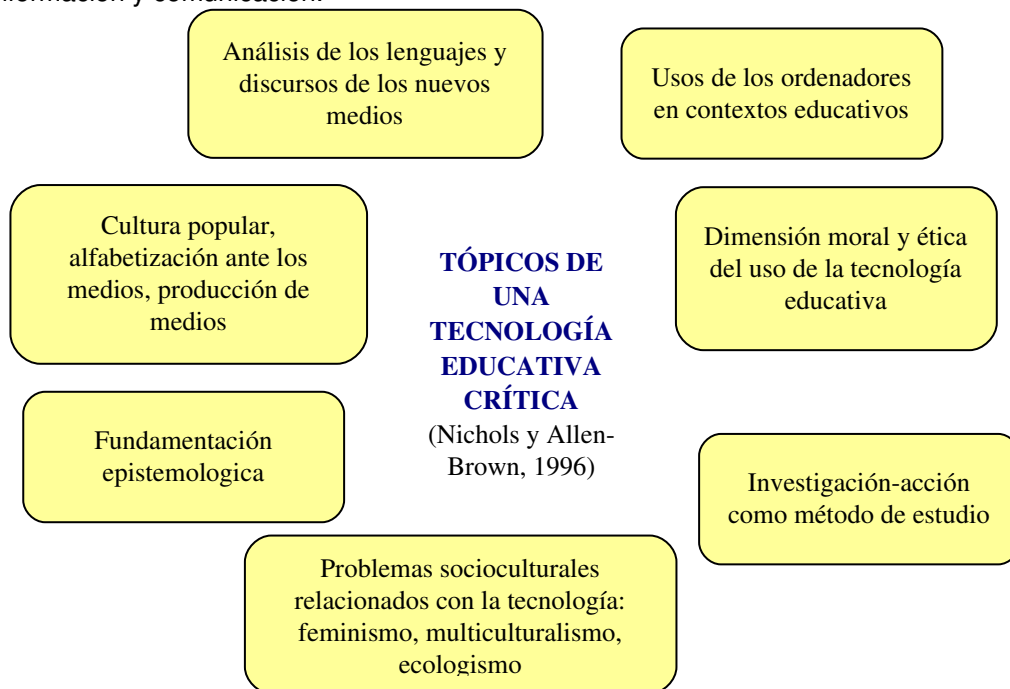 nformación y comunicación.
Análisis de los lenguajes y
discursos de los nuevos
medios
Usos de los ordenadores
en contextos educativos
Cultura popular,
alfabetización ante los
medios, producción de
medios
TÓPICOS DE
UNA
TECNOLOGÍA
EDUCATIVA
CRÍTICA
(Nichols y Allen-
Brown, 1996)
Dimensión moral y ética
del uso de la tecnología
educativa
Fundamentación
epistemologica
Investigación-acción
como método de estudio
Problemas socioculturales
relacionados con la tecnología:
feminismo, multiculturalismo,
ecologismo